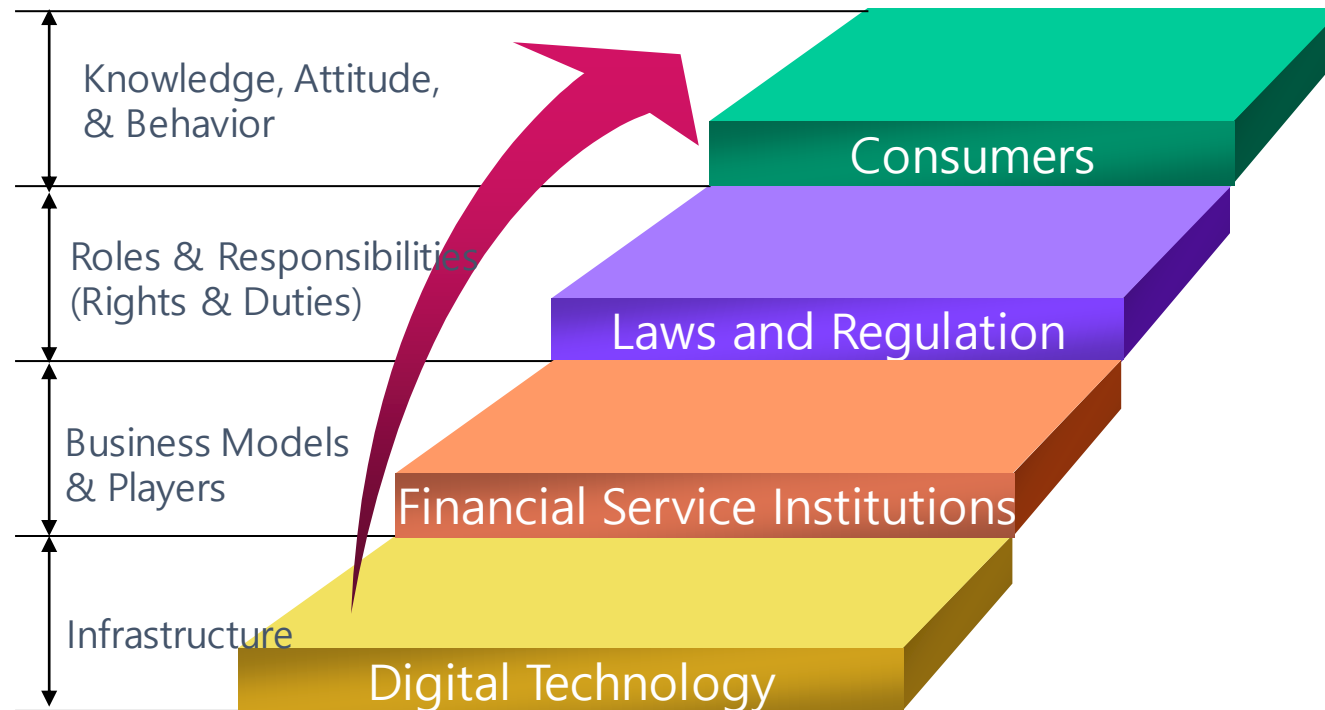 Knowledge, Attitude,
& Behavior
Consumers
Roles & Responsibilities
(Rights & Duties)
Laws and Regulation
Business Models
& Players
Financial Service Institutions
Infrastructure
Digital Technology